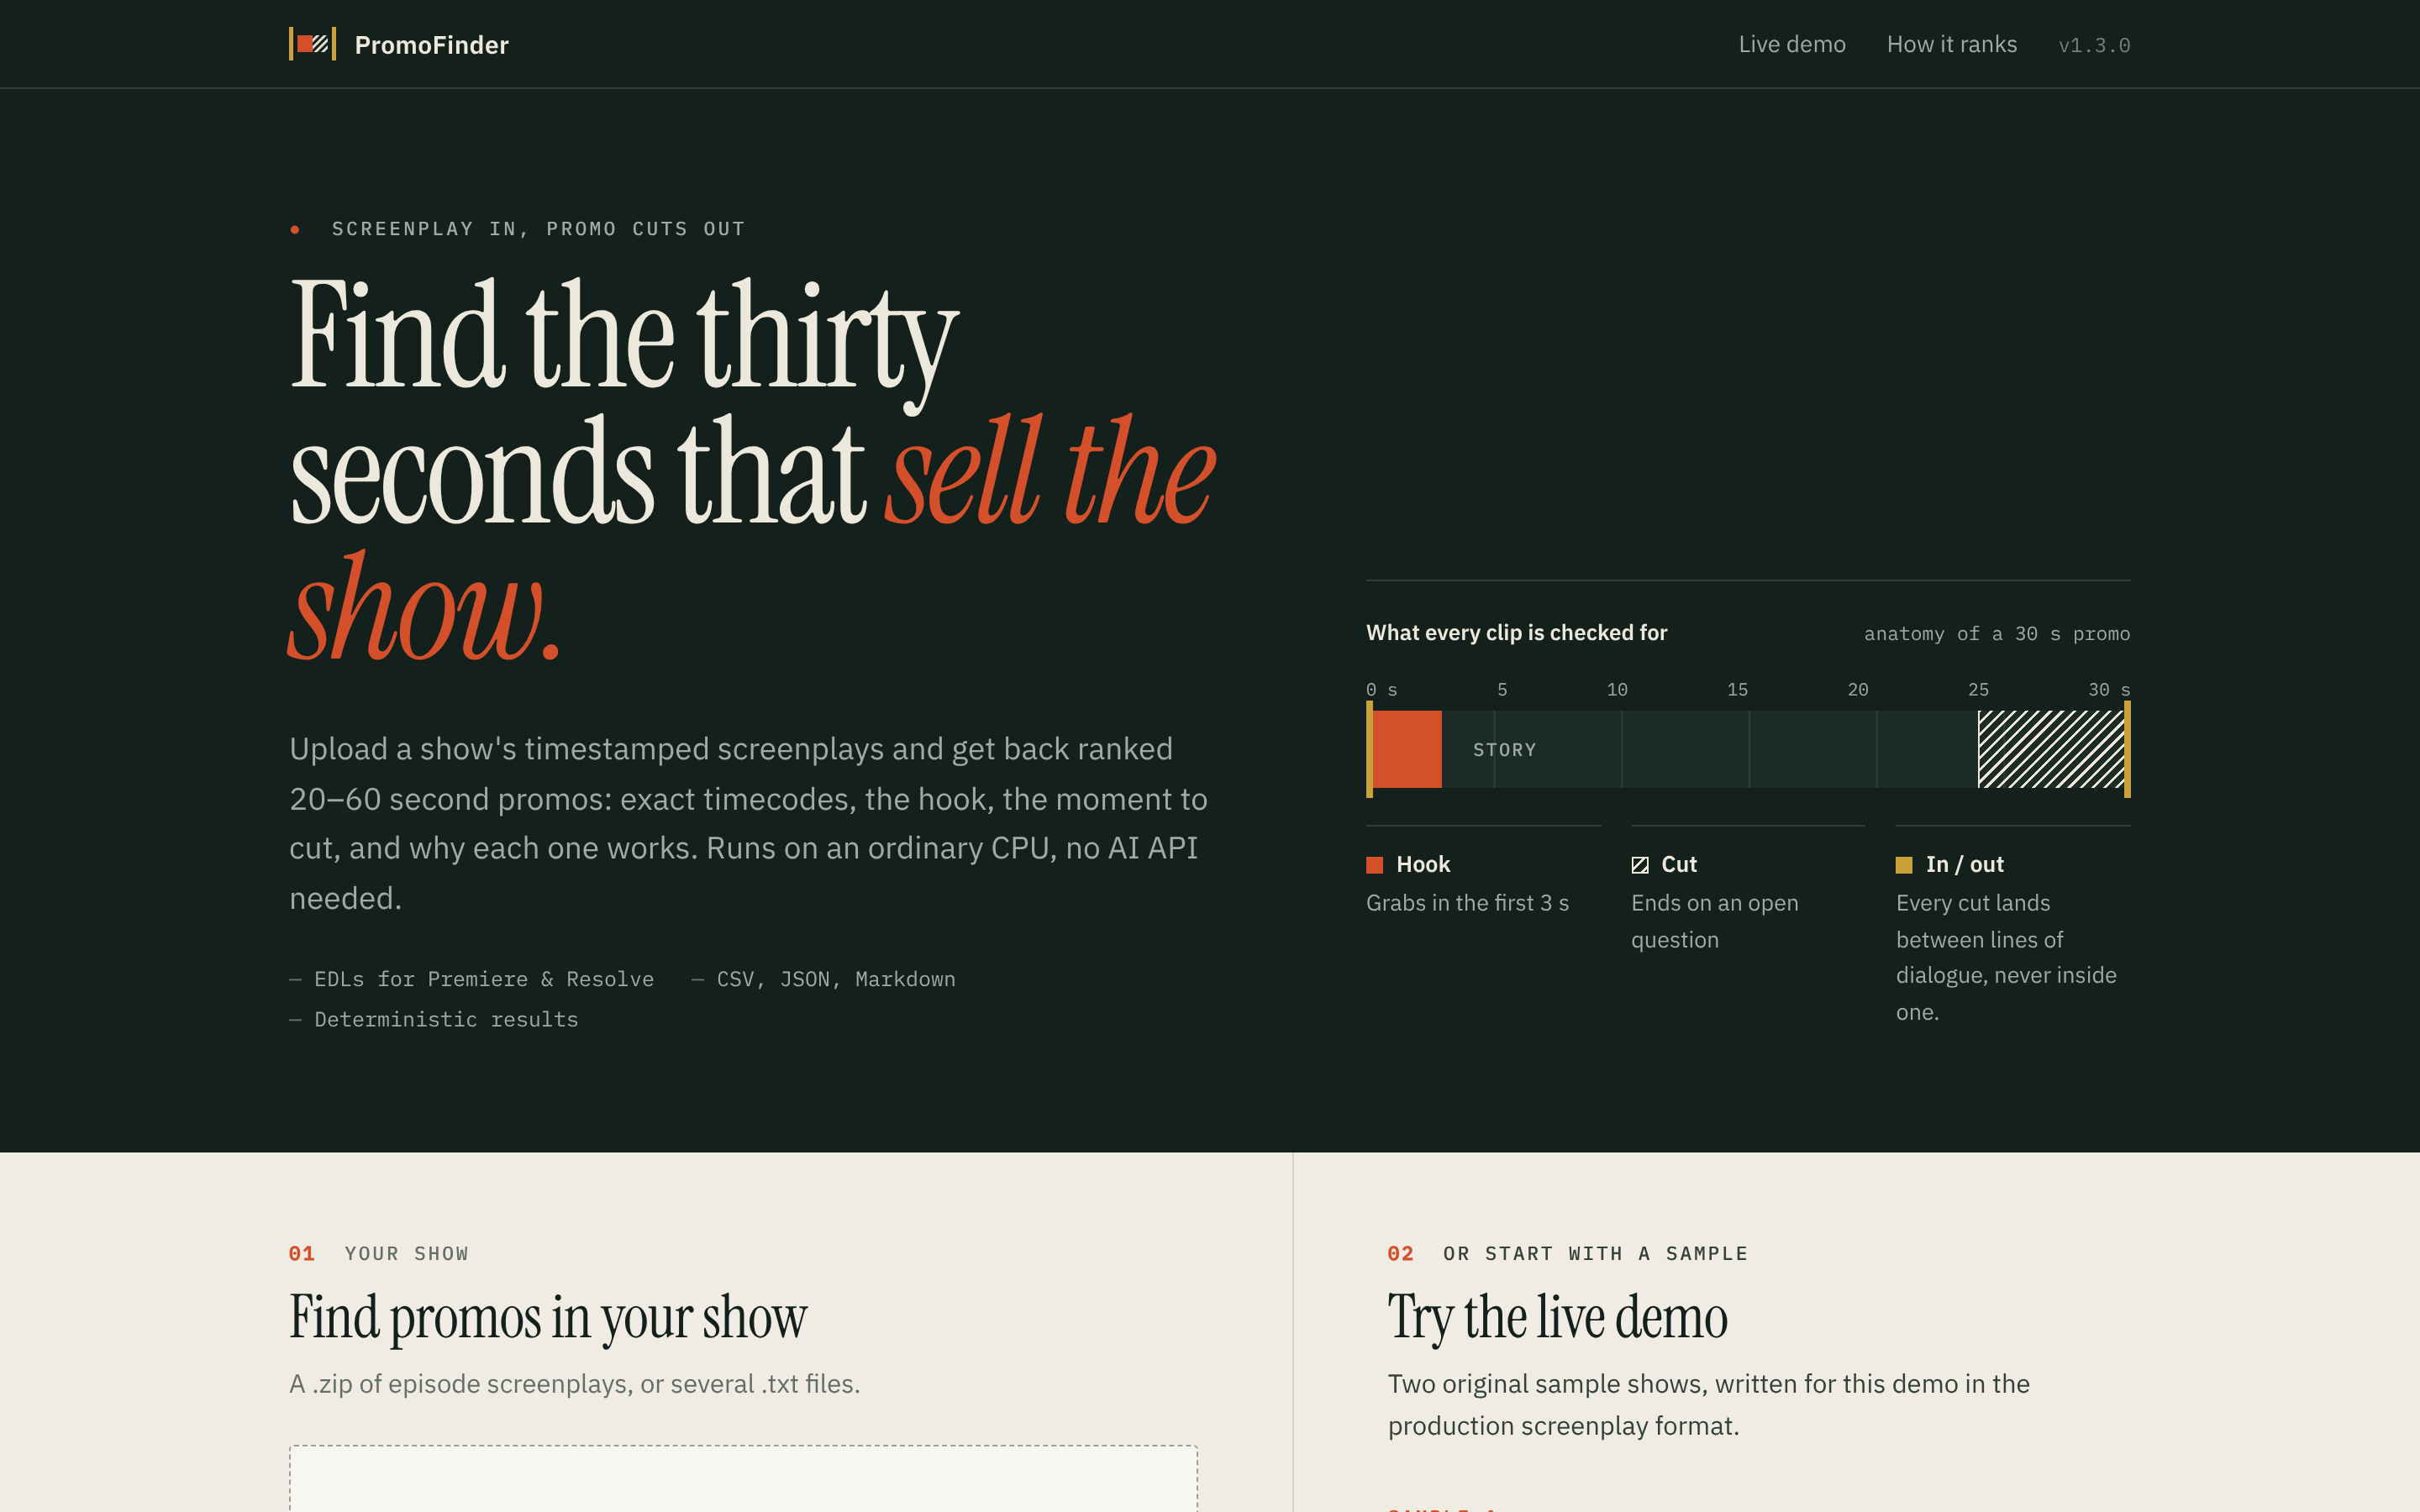 PromoFinder
Live demo
How it ranks
v1.3.0
SCREENPLAY IN, PROMO CUTS OUT
Find the thirty
seconds that sell the
show.
Upload a show's timestamped screenplays and get back ranked
20–60 second promos: exact timecodes, the hook, the moment to
cut, and why each one works. Runs on an ordinary CPU, no AI API
needed.
— EDLs for Premiere & Resolve — CSV, JSON, Markdown
— Deterministic results
What every clip is checked for
anatomy of a 30 s promo
0 s 5 10 15 20 25 30 s
STORY
Hook
Grabs in the first 3 s
Cut
Ends on an open
question
In / out
Every cut lands
between lines of
dialogue, never inside
one.
01 YOUR SHOW
Find promos in your show
A .zip of episode screenplays, or several .txt files.
02 OR START WITH A SAMPLE
Try the live demo
Two original sample shows, written for this demo in the
production screenplay format.